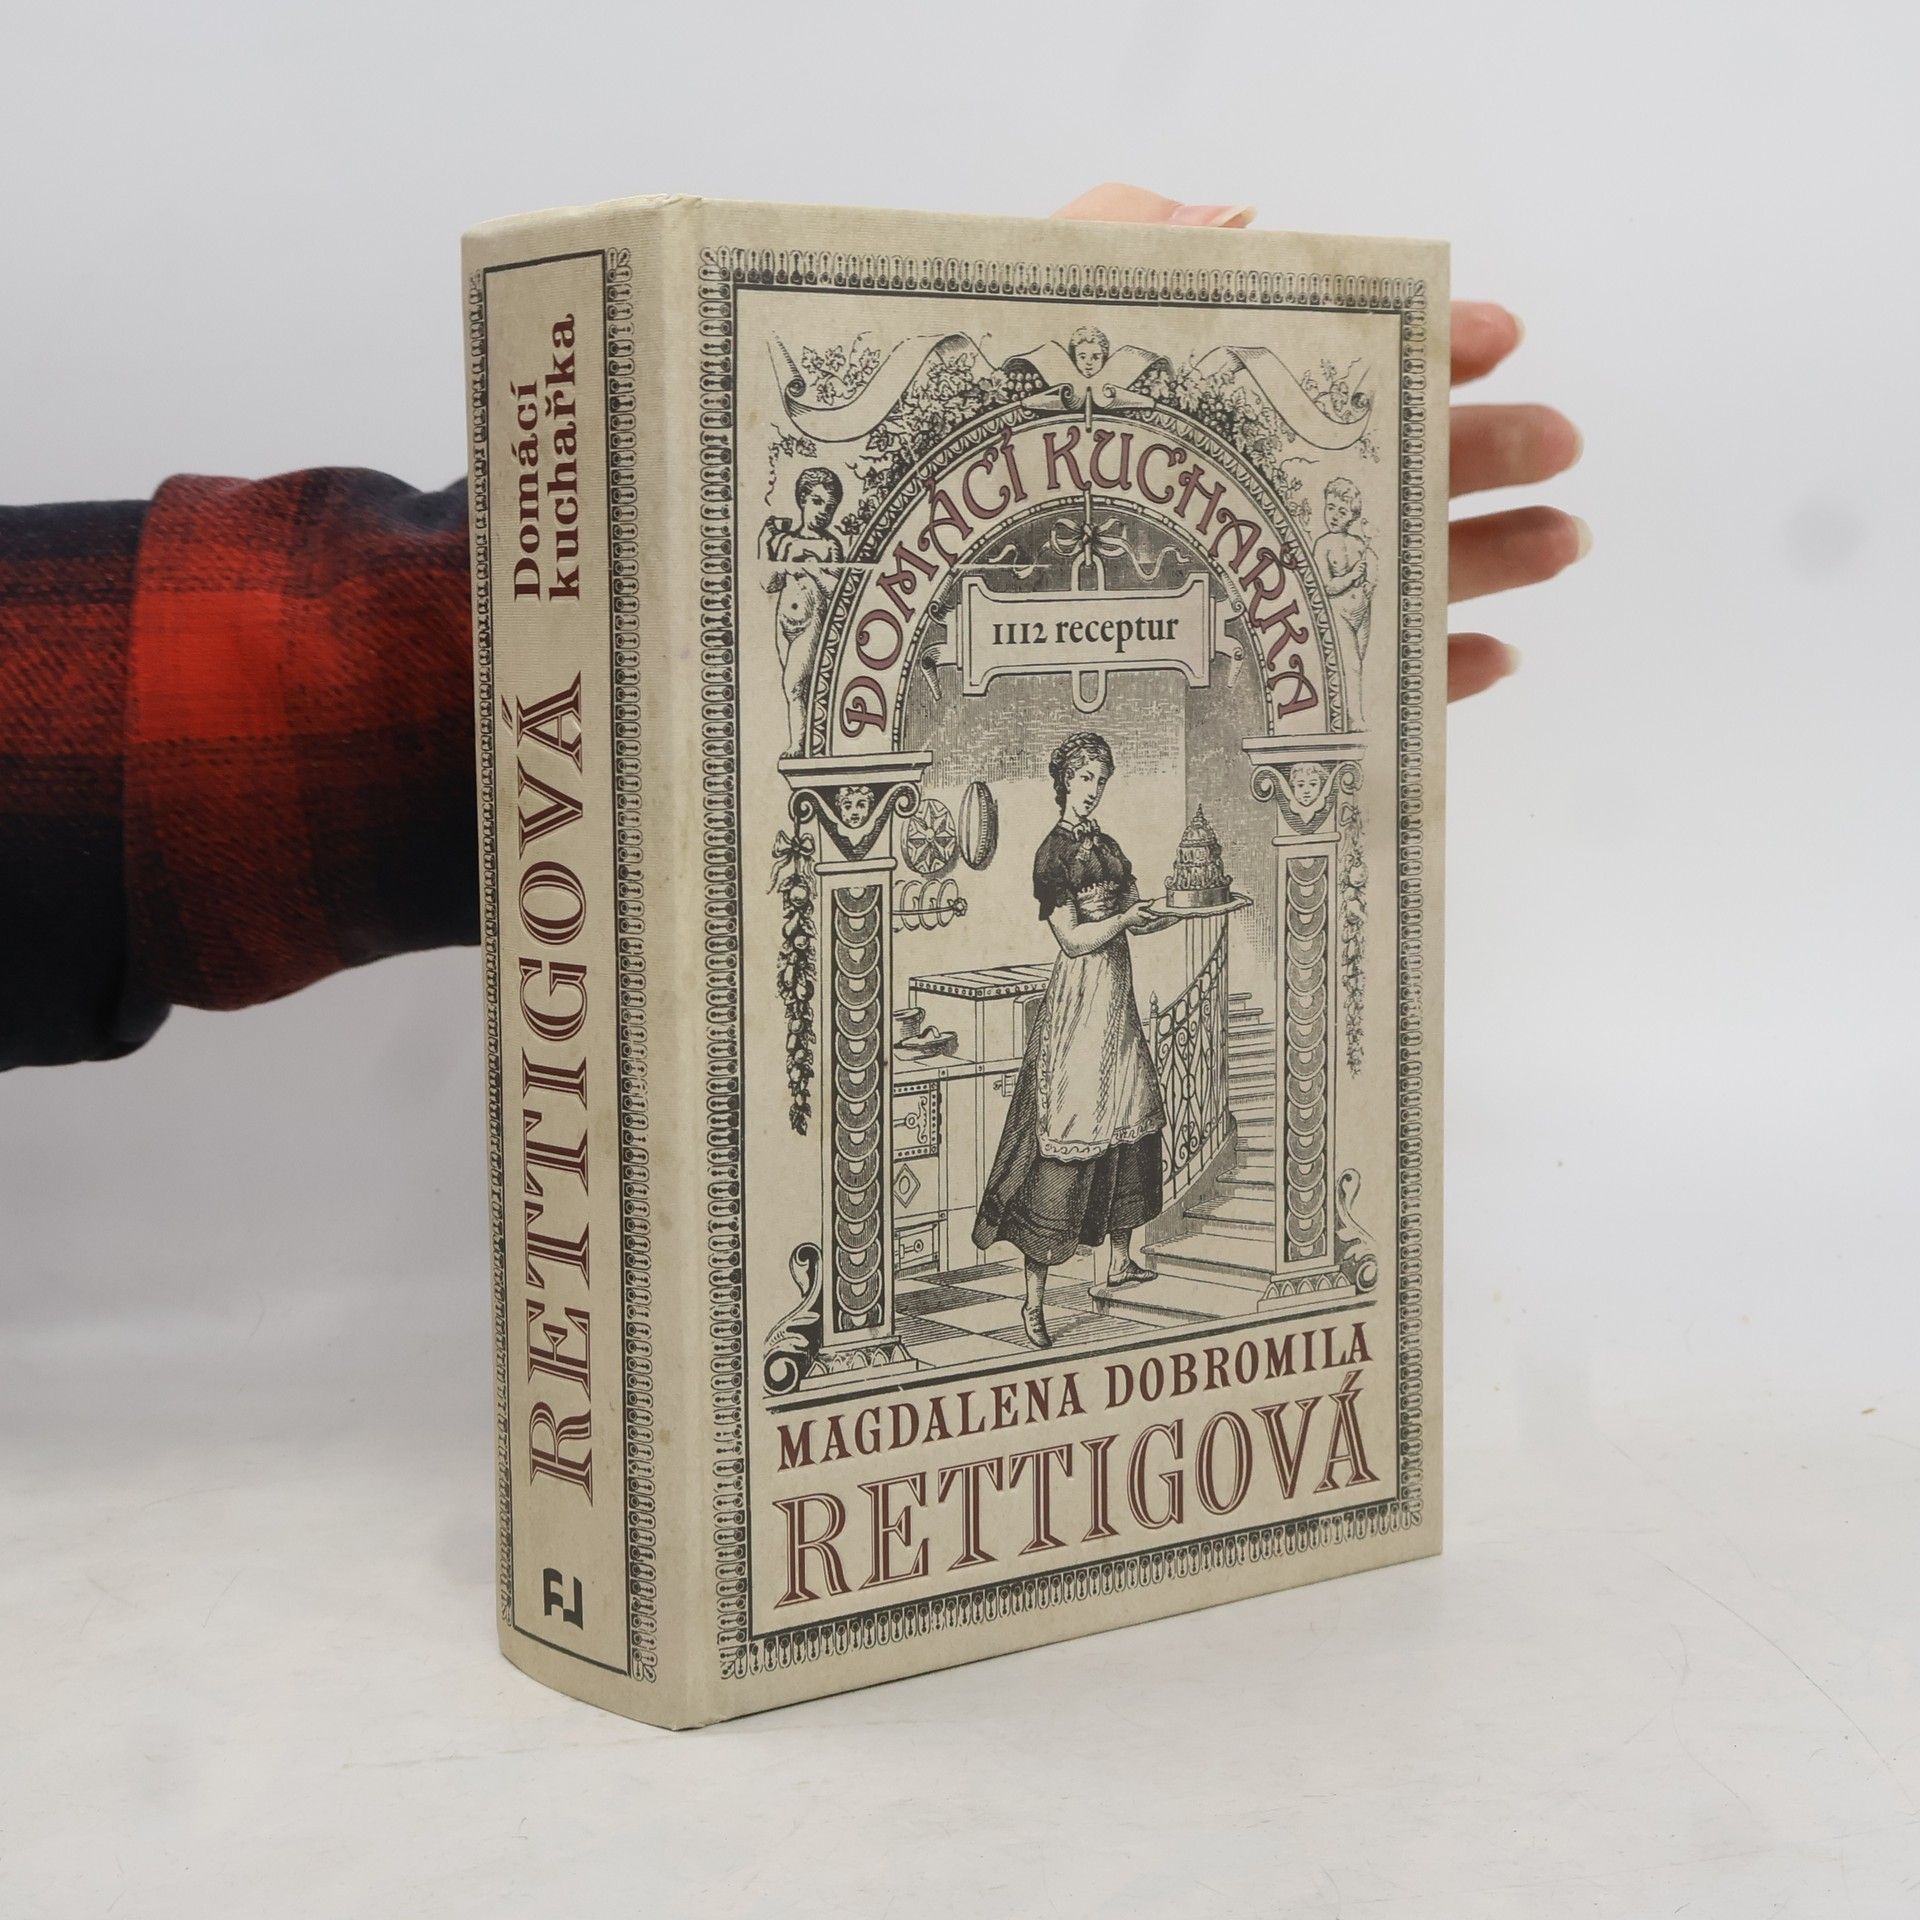 Domácí
kuchařka
RETTIGOVÁ
DOMÁCÍ KUCHAŘKA
1112 receptur
MAGDALENA DOBROMILA
RETTIGOVÁ